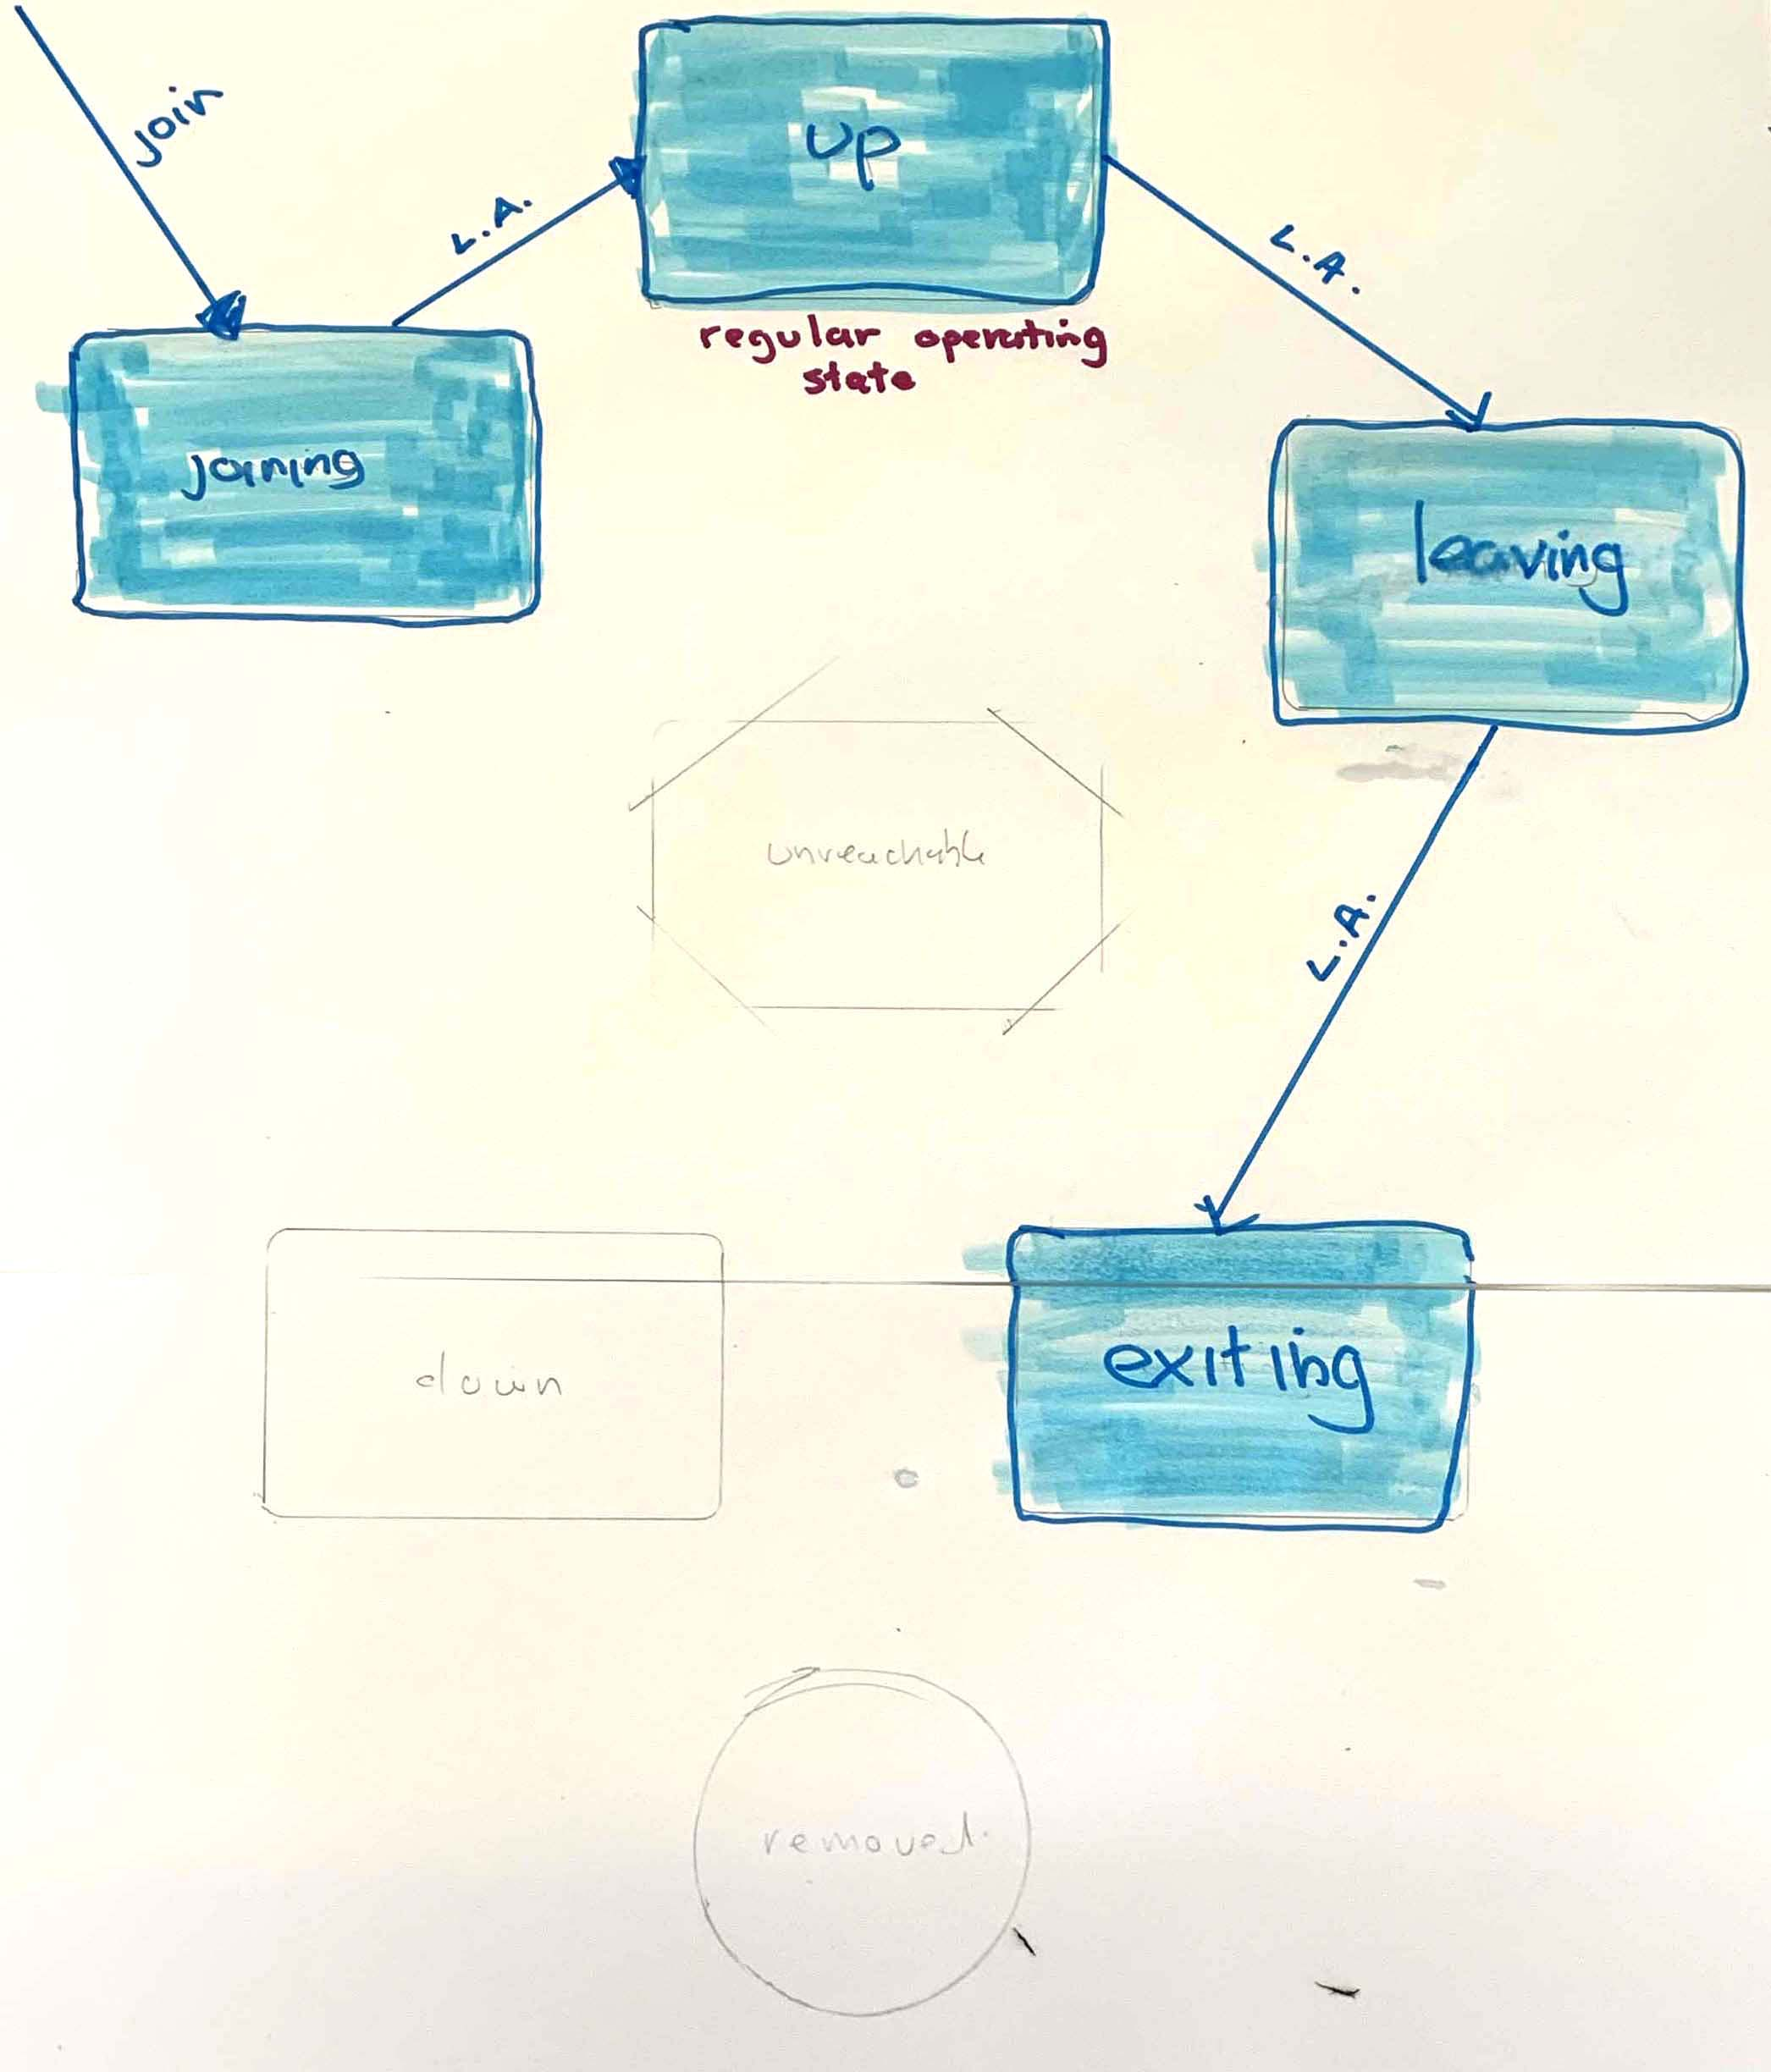 join
up
L.A.
L.A.
regular operating
state
joining
leaving
unreachable
L.A.
down
exiting
removed